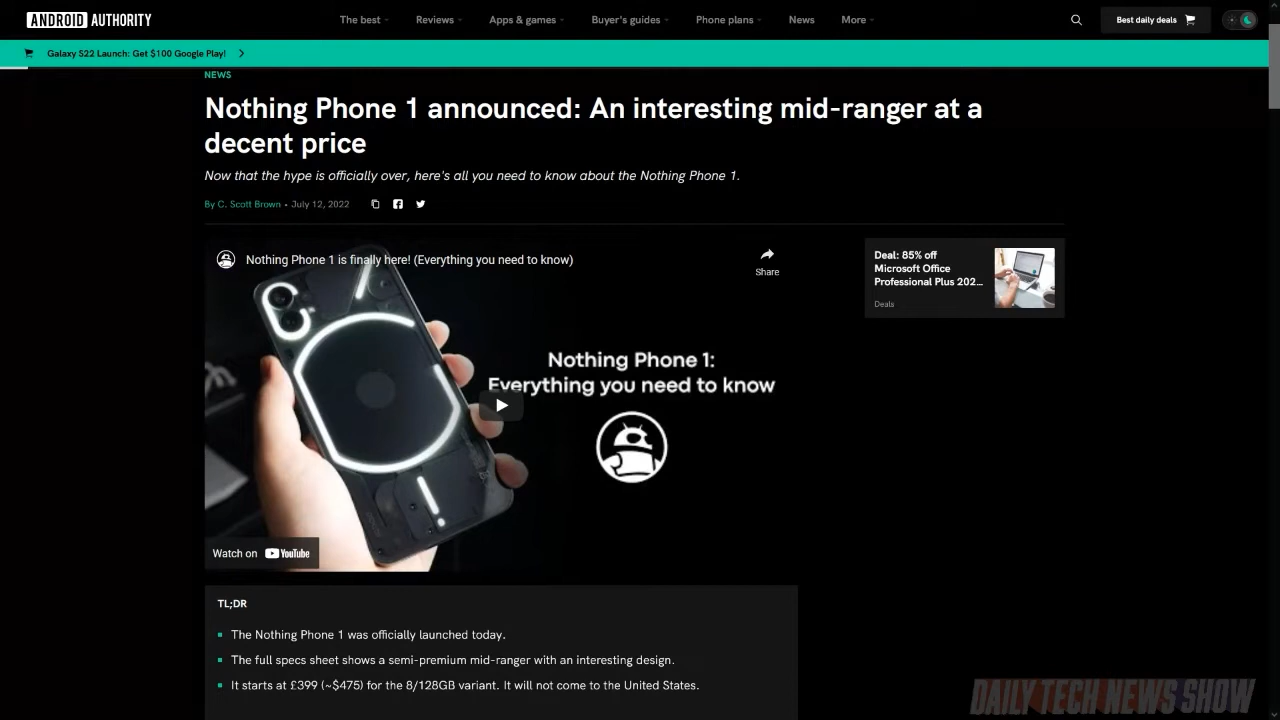 ANDROID AUTHORITY
The best
Reviews
Apps & games
Buyer's guides
Phone plans
News
More
Best daily deals
Galaxy S22 Launch: Get $100 Google Play!
NEWS
Nothing Phone 1 announced: An interesting mid-ranger at a
decent price
Now that the hype is officially over, here's all you need to know about the Nothing Phone 1.
By C. Scott Brown • July 12, 2022
Nothing Phone 1 is finally here! (Everything you need to know)
Share
Nothing Phone 1:
Everything you need to know
Watch on YouTube
Deal: 85% off
Microsoft Office
Professional Plus 202...
Deals
TL;DR
The Nothing Phone 1 was officially launched today.
The full specs sheet shows a semi-premium mid-ranger with an interesting design.
It starts at £399 (~$475) for the 8/128GB variant. It will not come to the United States.
DAILY TECH NEWS SHOW